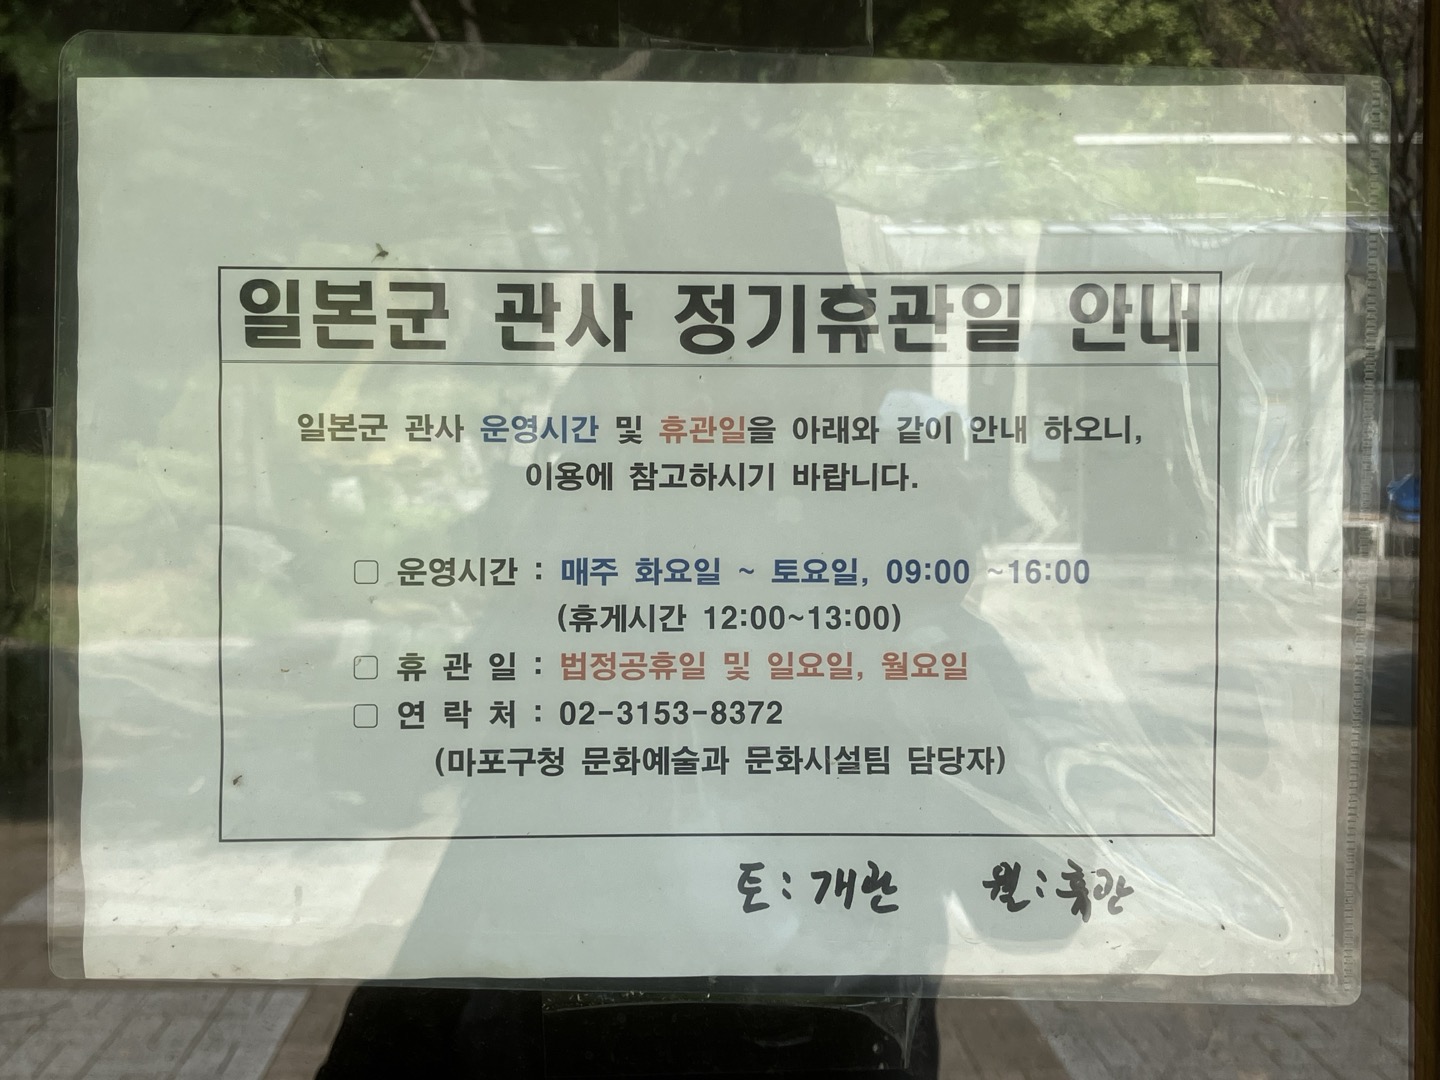 일본군 관사 정기휴관일 안내
일본군 관사 운영시간 및 휴관일을 아래와 같이 안내 하오니,
이용에 참고하시기 바랍니다.
□ 운영시간 : 매주 화요일 ~ 토요일, 09:00 ~16:00
(휴게시간 12:00~13:00)
□ 휴 관 일 : 법정공휴일 및 일요일, 월요일
□ 연 락 처 : 02-3153-8372
(마포구청 문화예술과 문화시설팀 담당자)
토: 개관 월: 휴관